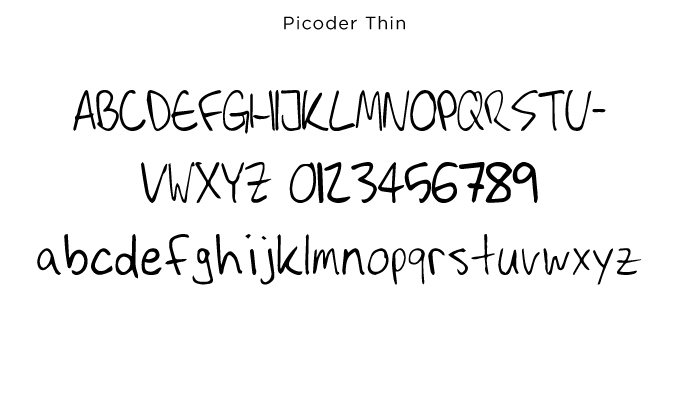 Picoder Thin
ABCDEFGHIJKLMNOPQRSTU-
VWXYZ 0123456789
abcdefghijklmnopqrstuvwxyz